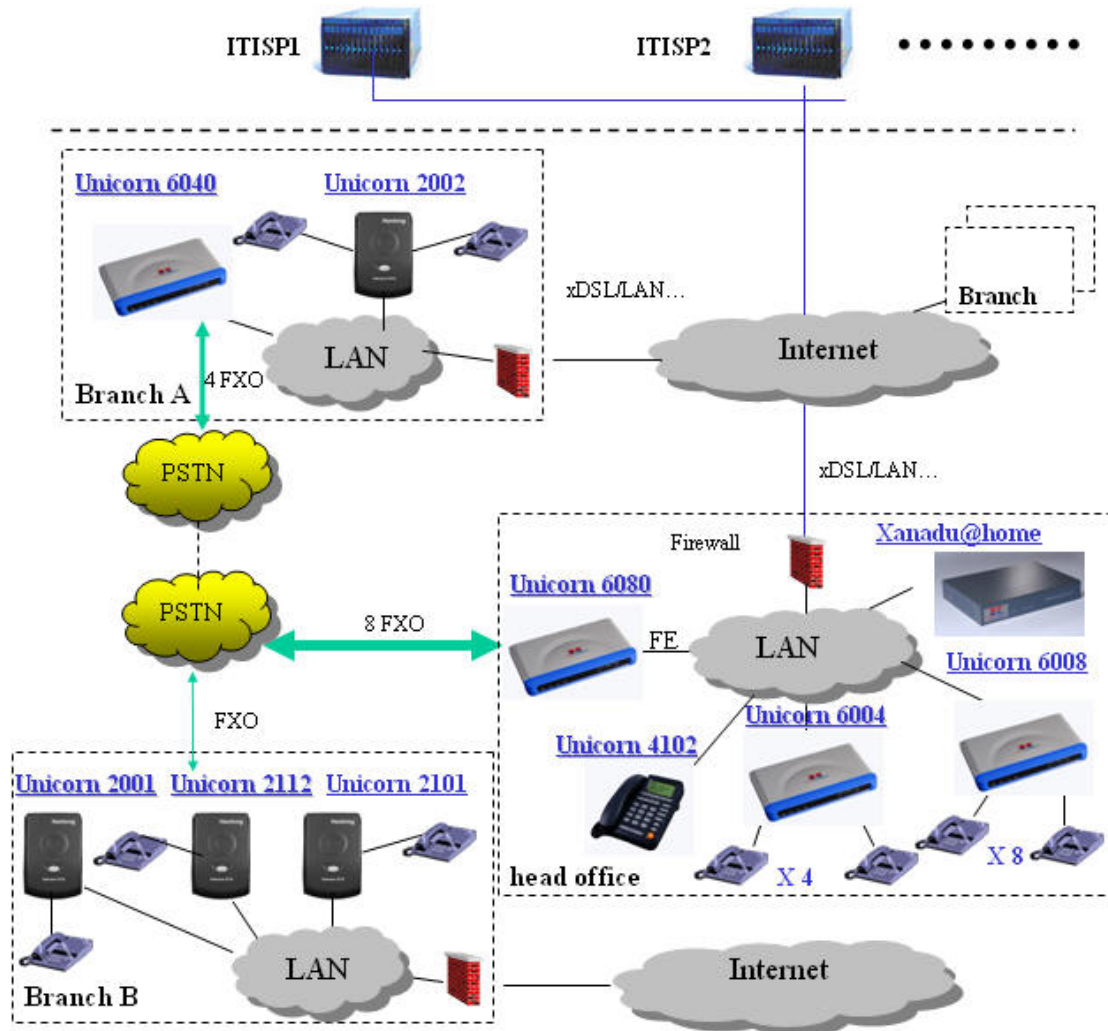 ITISP1
ITISP2
Unicorn 6040
Unicorn 2002
xDSL/LAN...
Branch
LAN
Internet
4 FXO
Branch A
PSTN
xDSL/LAN...
Firewall
Xanadu@home
PSTN
Unicorn 6080
8 FXO
FE
LAN
Unicorn 6008
FXO
Unicorn 6004
Unicorn 4102
Unicorn 2001
Unicorn 2112
Unicorn 2101
X 4
X 8
head office
LAN
Internet
Branch B